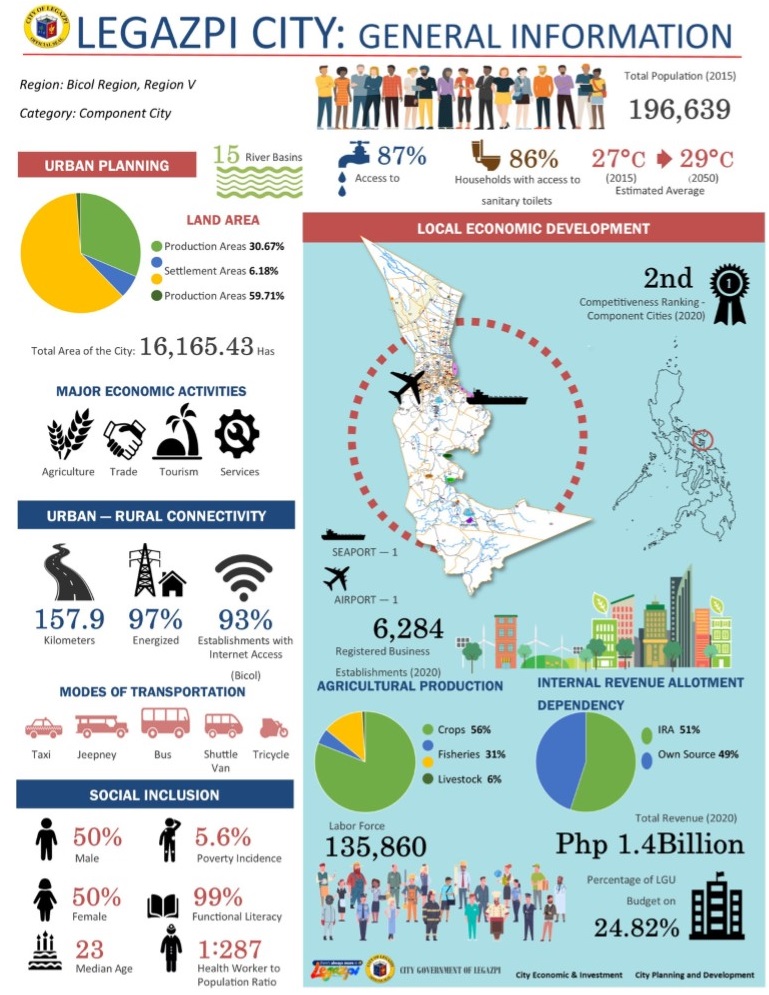 CITY OF LEGAZPI
OFFICIAL SEAL
LEGAZPI CITY: GENERAL INFORMATION
Region: Bicol Region, Region V
Category: Component City
Total Population (2015)
196,639
URBAN PLANNING
15 River Basins
87%
Access to
86%
Households with access to
sanitary toilets
27°C 29°C
(2015) (2050)
Estimated Average
LAND AREA
Production Areas 30.67%
Settlement Areas 6.18%
Production Areas 59.71%
Total Area of the City: 16,165.43 Has
MAJOR ECONOMIC ACTIVITIES
Agriculture Trade Tourism Services
URBAN — RURAL CONNECTIVITY
157.9 97% 93%
Kilometers Energized Establishments with
Internet Access
(Bicol)
MODES OF TRANSPORTATION
Taxi Jeepney Bus Shuttle Tricycle
Van
SOCIAL INCLUSION
50%
Male
5.6%
Poverty Incidence
50%
Female
99%
Functional Literacy
23
Median Age
1:287
Health Worker to
Population Ratio
LOCAL ECONOMIC DEVELOPMENT
2nd
1
Competitiveness Ranking -
Component Cities (2020)
SEAPORT — 1
AIRPORT — 1
6,284
Registered Business
Establishments (2020)
AGRICULTURAL PRODUCTION
Crops 56%
Fisheries 31%
Livestock 6%
INTERNAL REVENUE ALLOTMENT
DEPENDENCY
IRA 51%
Own Source 49%
Labor Force
135,860
Total Revenue (2020)
Php 1.4Billion
Percentage of LGU
Budget on
24.82%
Legazpi
CITY GOVERNMENT OF LEGAZPI
City Economic & Investment City Planning and Development